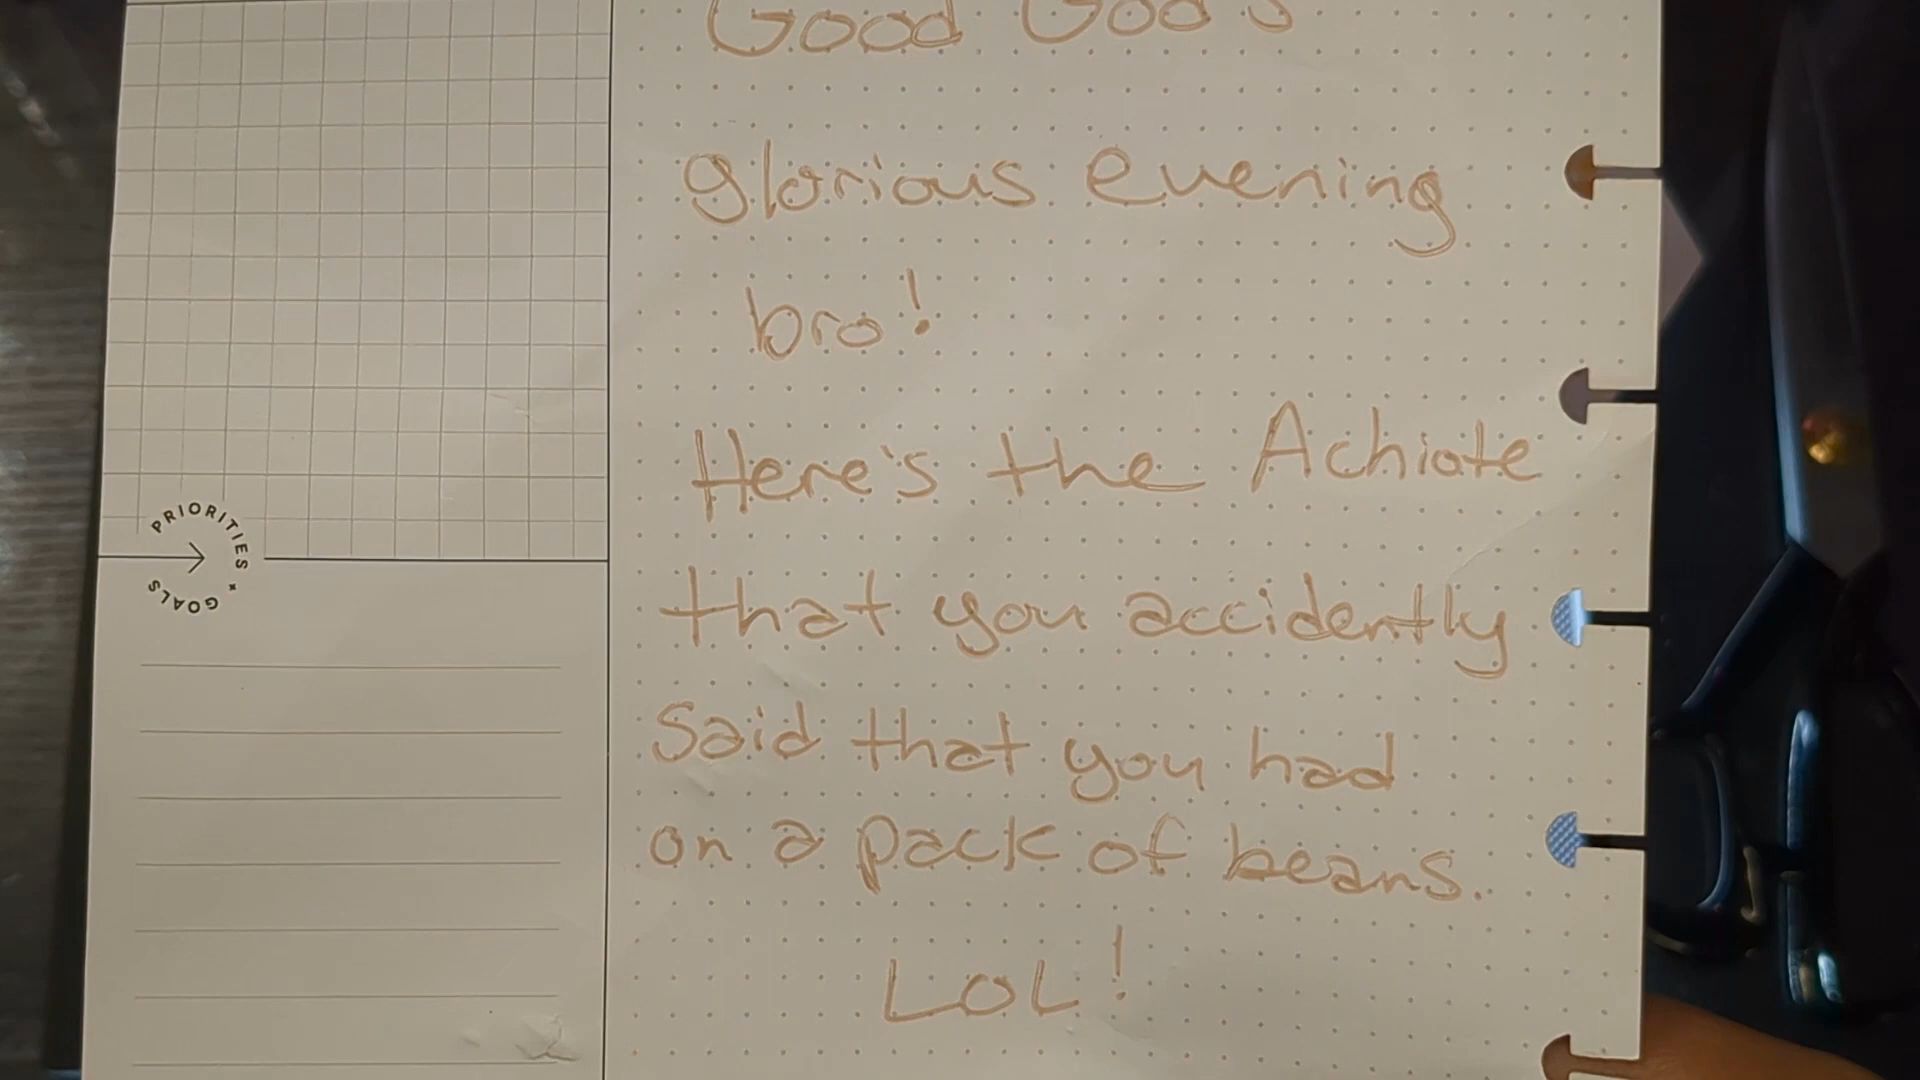 Good God's
glorious evening
bro!
Here's the Achiote
that you accidently
said that you had
on a pack of beans.
LOL!
PRIORITIES × GOALS